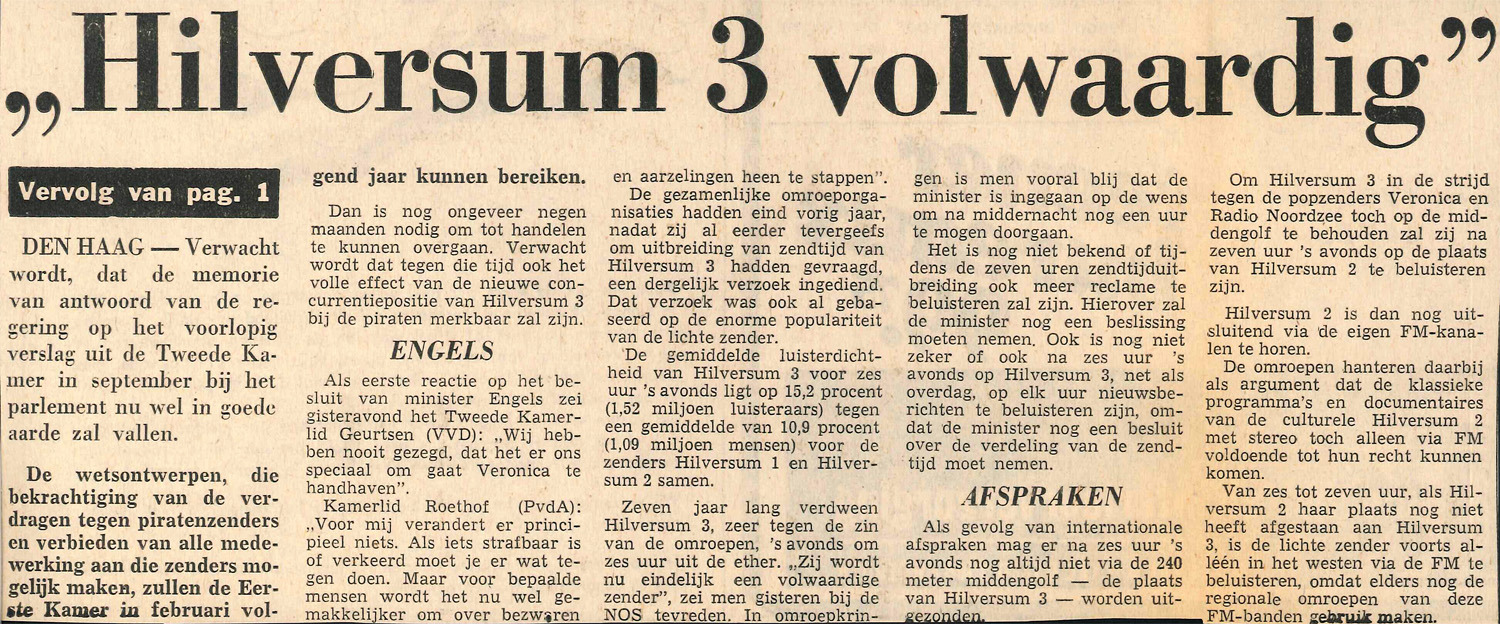 „Hilversum 3 volwaardig”
Vervolg van pag. 1
DEN HAAG — Verwacht
wordt, dat de memorie
van antwoord van de re-
gering op het voorlopig
verslag uit de Tweede Ka-
mer in september bij het
parlement nu wel in goede
aarde zal vallen.
De wetsontwerpen, die
bekrachtiging van de ver-
dragen tegen piratenzenders
en verbieden van alle mede-
werking aan die zenders mo-
gelijk maken, zullen de Eer-
ste Kamer in februari vol-
gend jaar kunnen bereiken.
Dan is nog ongeveer negen
maanden nodig om tot handelen
te kunnen overgaan. Verwacht
wordt dat tegen die tijd ook het
volle effect van de nieuwe con-
currentiepositie van Hilversum 3
bij de piraten merkbaar zal zijn.
ENGELS
Als eerste reactie op het be-
sluit van minister Engels zei
gisteravond het Tweede Kamer-
lid Geurtsen (VVD): „Wij heb-
ben nooit gezegd, dat het er ons
speciaal om gaat Veronica te
handhaven”.
Kamerlid Roethof (PvdA):
„Voor mij verandert er princi-
pieel niets. Als iets strafbaar is
of verkeerd moet je er wat te-
gen doen. Maar voor bepaalde
mensen wordt het nu wel ge-
makkelijker om over bezwaren
en aarzelingen heen te stappen”.
De gezamenlijke omroeporga-
nisaties hadden eind vorig jaar,
nadat zij al eerder tevergeefs
om uitbreiding van zendtijd van
Hilversum 3 hadden gevraagd,
een dergelijk verzoek ingediend.
Dat verzoek was ook al geba-
seerd op de enorme populariteit
van de lichte zender.
De gemiddelde luisterdicht-
heid van Hilversum 3 voor zes
uur 's avonds ligt op 15,2 procent
(1,52 miljoen luisteraars) tegen
een gemiddelde van 10,9 procent
(1,09 miljoen mensen) voor de
zenders Hilversum 1 en Hilver-
sum 2 samen.
Zeven jaar lang verdween
Hilversum 3, zeer tegen de zin
van de omroepen, 's avonds om
zes uur uit de ether. „Zij wordt
nu eindelijk een volwaardige
zender”, zei men gisteren bij de
NOS tevreden. In omroepkrin-
gen is men vooral blij dat de
minister is ingegaan op de wens
om na middernacht nog een uur
te mogen doorgaan.
Het is nog niet bekend of tij-
dens de zeven uren zendtijduit-
breiding ook meer reclame te
beluisteren zal zijn. Hierover zal
de minister nog een beslissing
moeten nemen. Ook is nog niet
zeker of ook na zes uur 's
avonds op Hilversum 3, net als
overdag, op elk uur nieuwsbe-
richten te beluisteren zijn, om-
dat de minister nog een besluit
over de verdeling van de zend-
tijd moet nemen.
AFSPRAKEN
Als gevolg van internationale
afspraken mag er na zes uur 's
avonds nog altijd niet via de 240
meter middengolf — de plaats
van Hilversum 3 — worden uit-
gezonden.
Om Hilversum 3 in de strijd
tegen de popzenders Veronica en
Radio Noordzee toch op de mid-
dengolf te behouden zal zij na
zeven uur 's avonds op de plaats
van Hilversum 2 te beluisteren
zijn.
Hilversum 2 is dan nog uit-
sluitend via de eigen FM-kana-
len te horen.
De omroepen hanteren daarbij
als argument dat de klassieke
programma's en documentaires
van de culturele Hilversum 2
met stereo toch alleen via FM
voldoende tot hun recht kunnen
komen.
Van zes tot zeven uur, als Hil-
versum 2 haar plaats nog niet
heeft afgestaan aan Hilversum
3, is de lichte zender voorts al-
léén in het westen via de FM te
beluisteren, omdat elders nog de
regionale omroepen van deze
FM-banden gebruik maken.